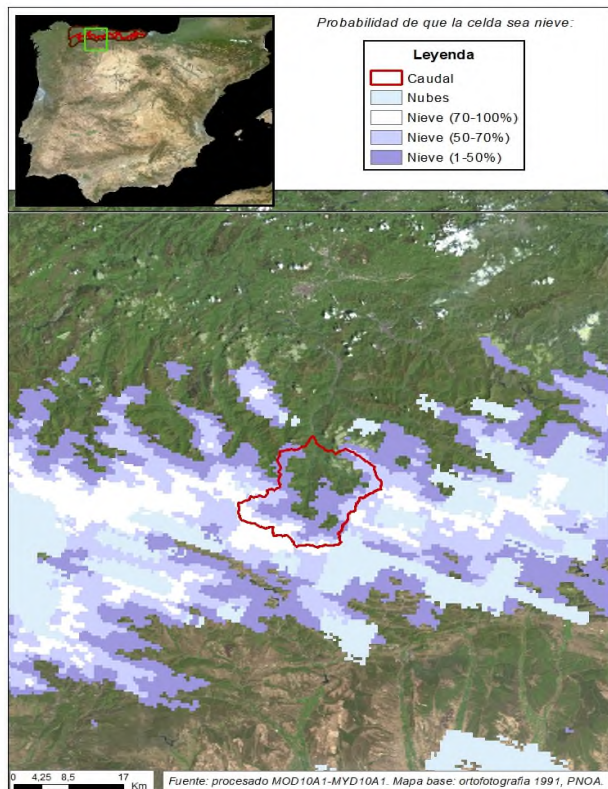 Probabilidad de que la celda sea nieve:
Leyenda
Caudal
Nubes
Nieve (70-100%)
Nieve (50-70%)
Nieve (1-50%)
0 4,25 8,5 17
Km
Fuente: procesado MOD10A1-MYD10A1. Mapa base: ortofotografia 1991, PNOA.